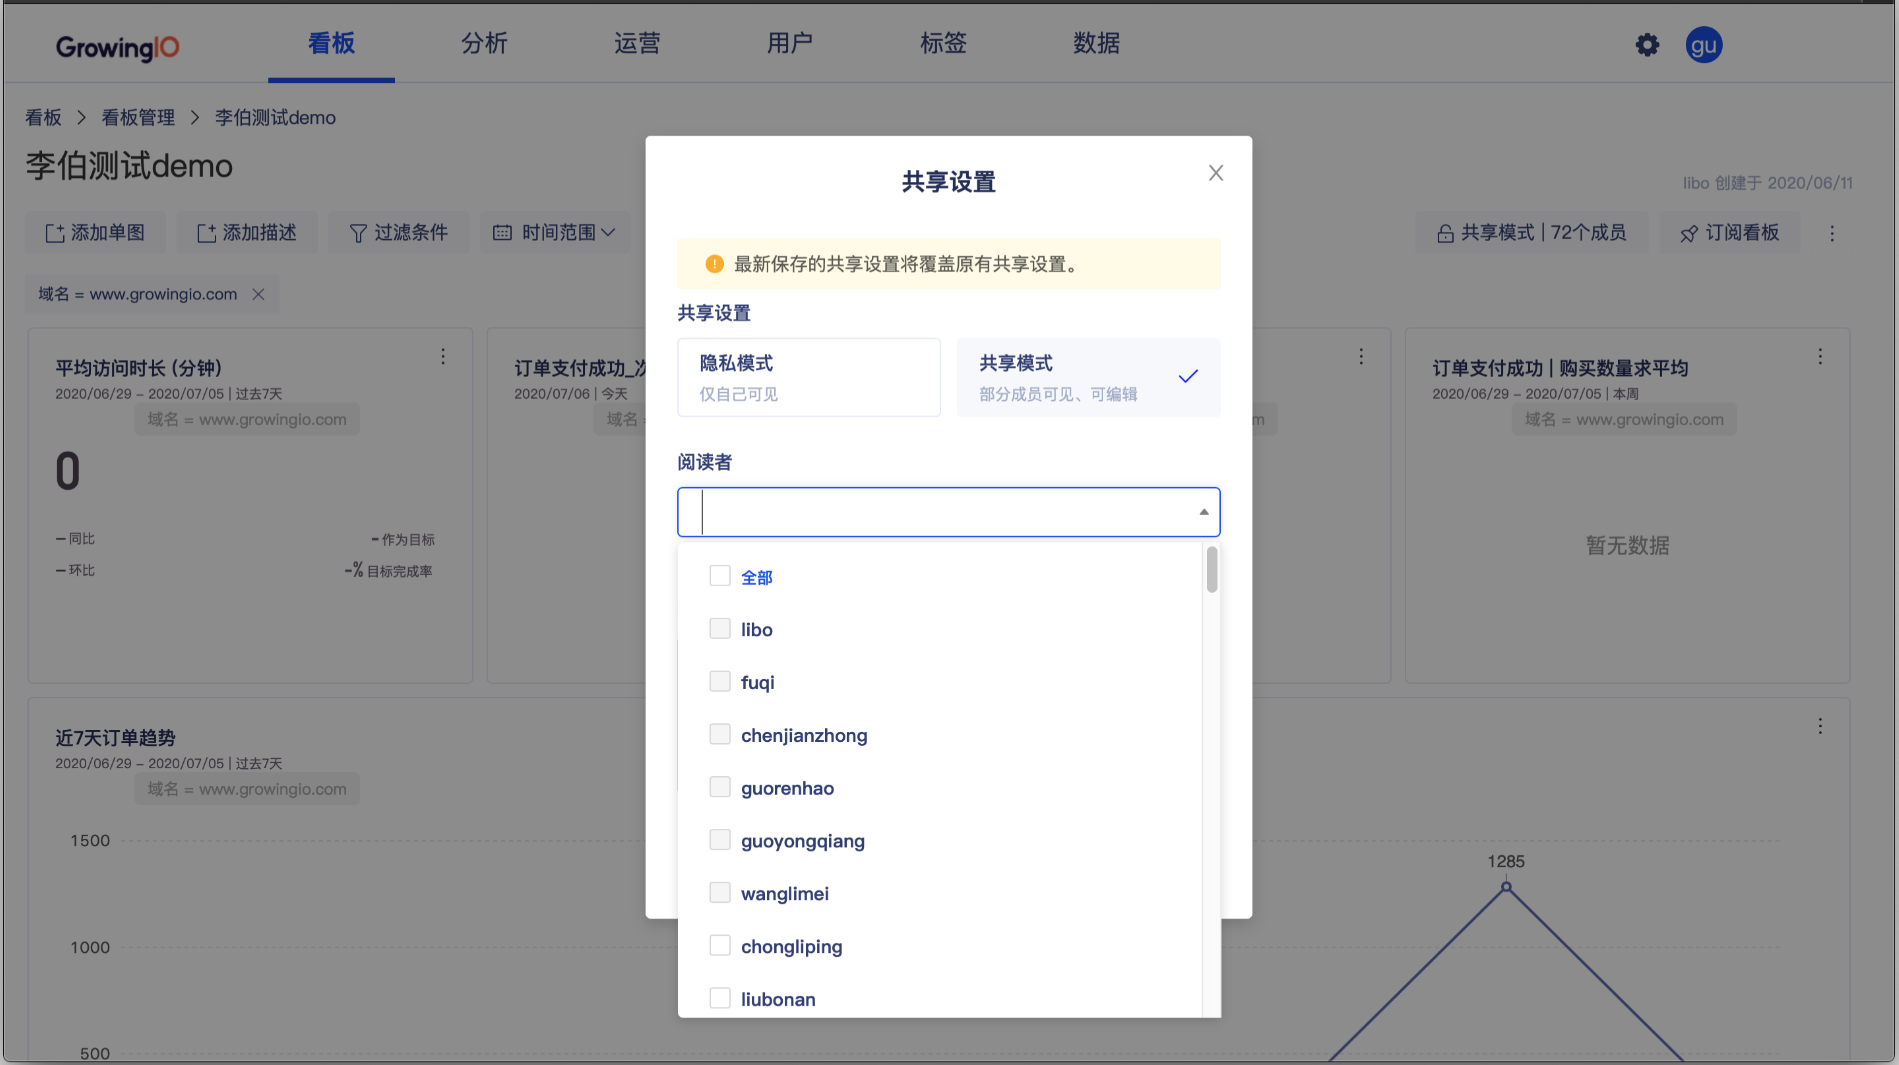 GrowingIO
看板 分析 运营 用户 标签 数据
gu
看板 > 看板管理 > 李伯测试demo
李伯测试demo
libo 创建于 2020/06/11
添加单图 添加描述 过滤条件 时间范围
共享模式 | 72个成员 订阅看板
域名 = www.growingio.com
平均访问时长 (分钟)
2020/06/29 - 2020/07/05 | 过去7天
域名 = www.growingio.com
0
- 同比
- 作为目标
- 环比
-% 目标完成率
订单支付成功_次
2020/07/06 | 今天
域名 =
m
订单支付成功 | 购买数量求平均
2020/06/29 - 2020/07/05 | 本周
域名 = www.growingio.com
暂无数据
近7天订单趋势
2020/06/29 - 2020/07/05 | 过去7天
域名 = www.growingio.com
1500
1285
1000
500
共享设置
最新保存的共享设置将覆盖原有共享设置。
共享设置
隐私模式
仅自己可见
共享模式
部分成员可见、可编辑
阅读者
全部
libo
fuqi
chenjianzhong
guorenhao
guoyongqiang
wanglimei
chongliping
liubonan